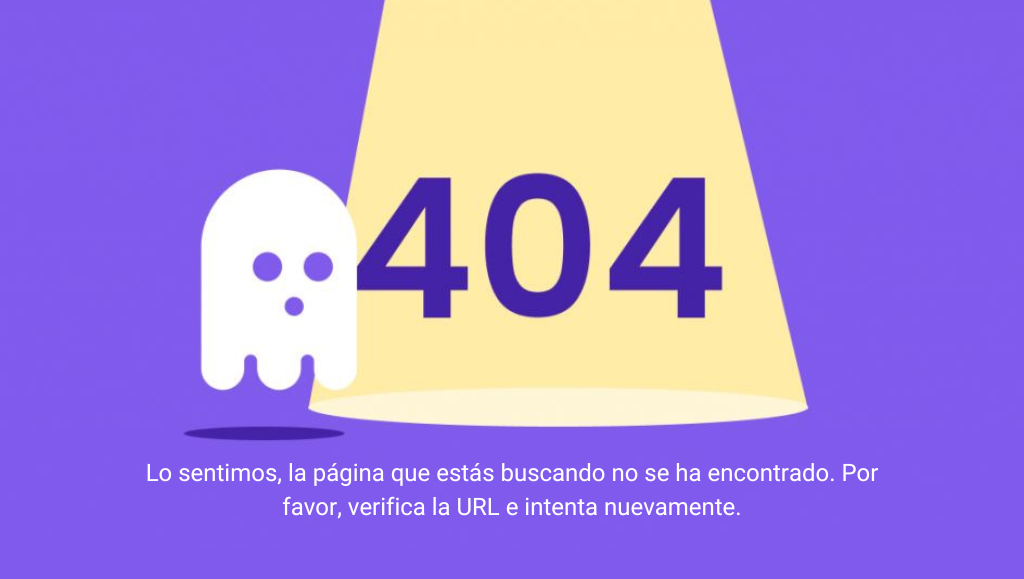 404
Lo sentimos, la página que estás buscando no se ha encontrado. Por
favor, verifica la URL e intenta nuevamente.